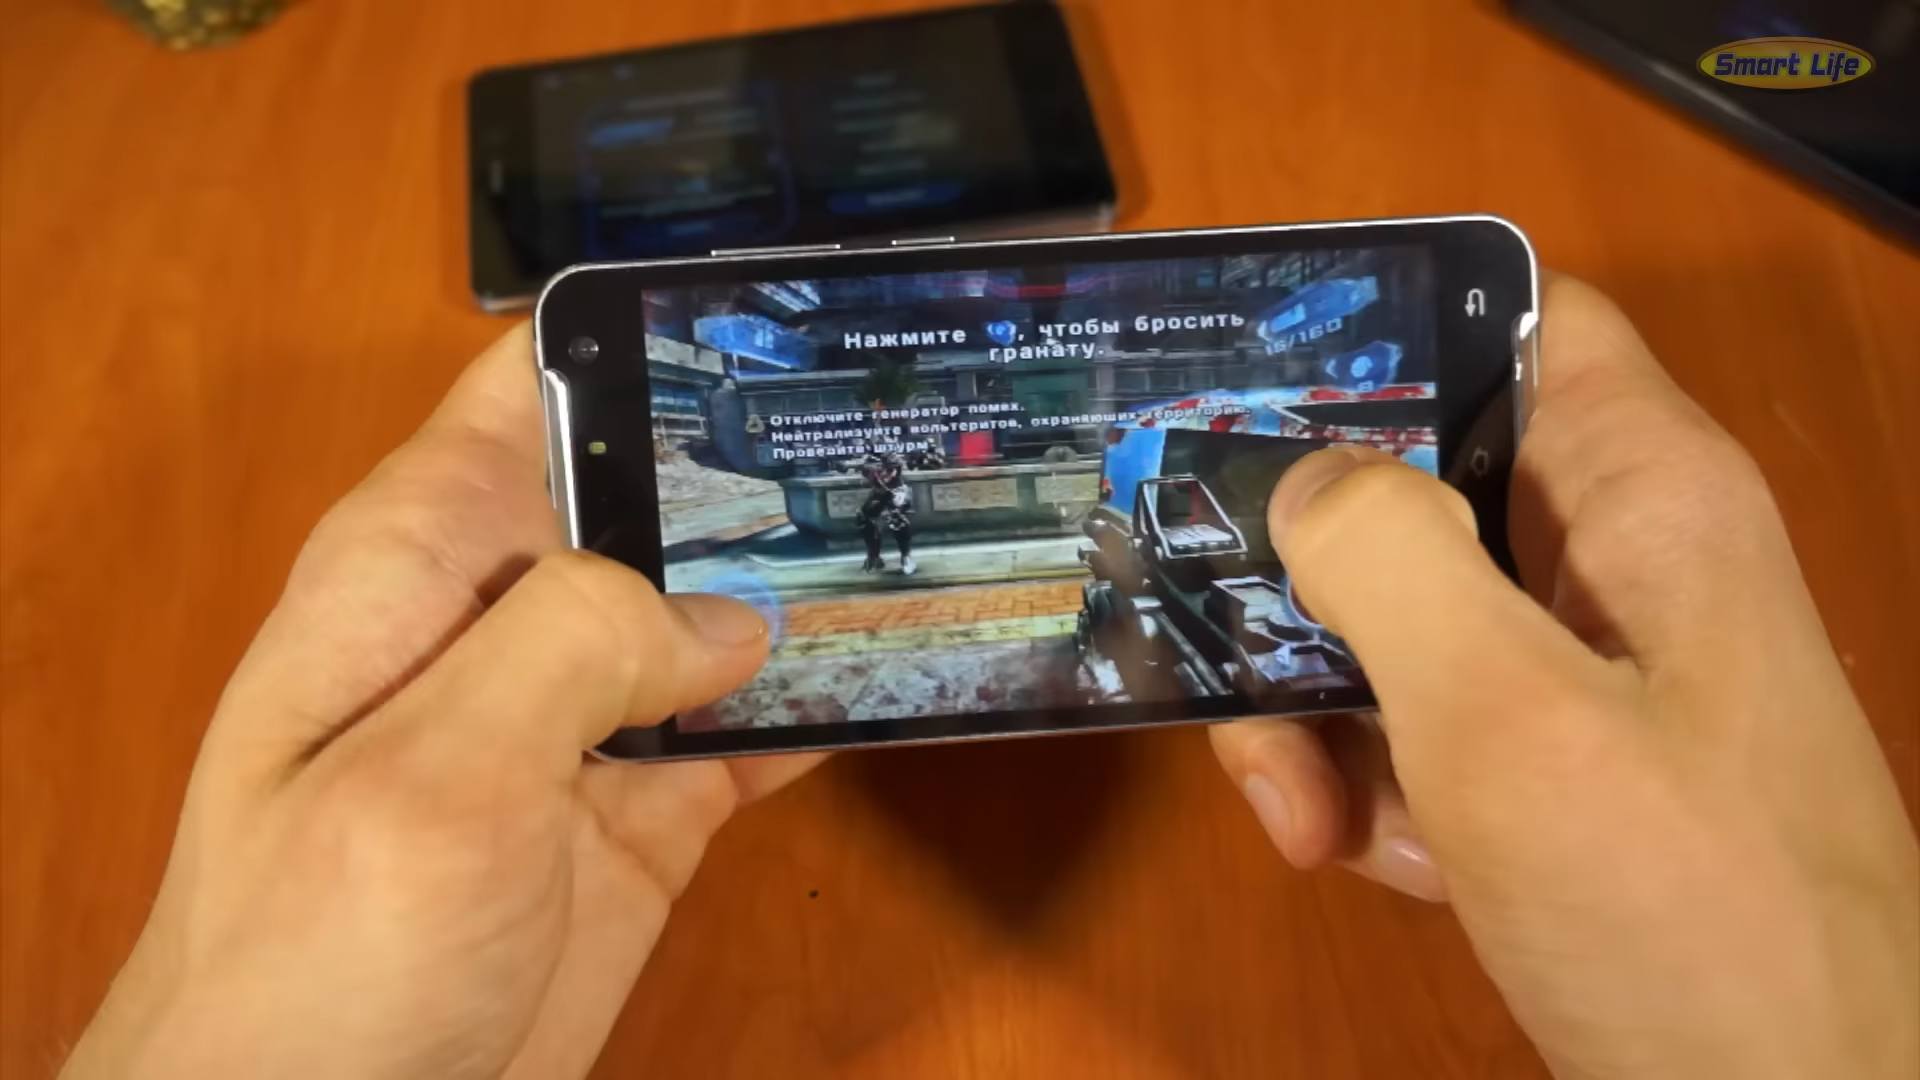 Smart Life
Нажмите , чтобы бросить
гранату.
16/160
Отключите генератор помех.
Нейтрализуйте вольтеритов, охраняющих территорию.
Проведите штурм